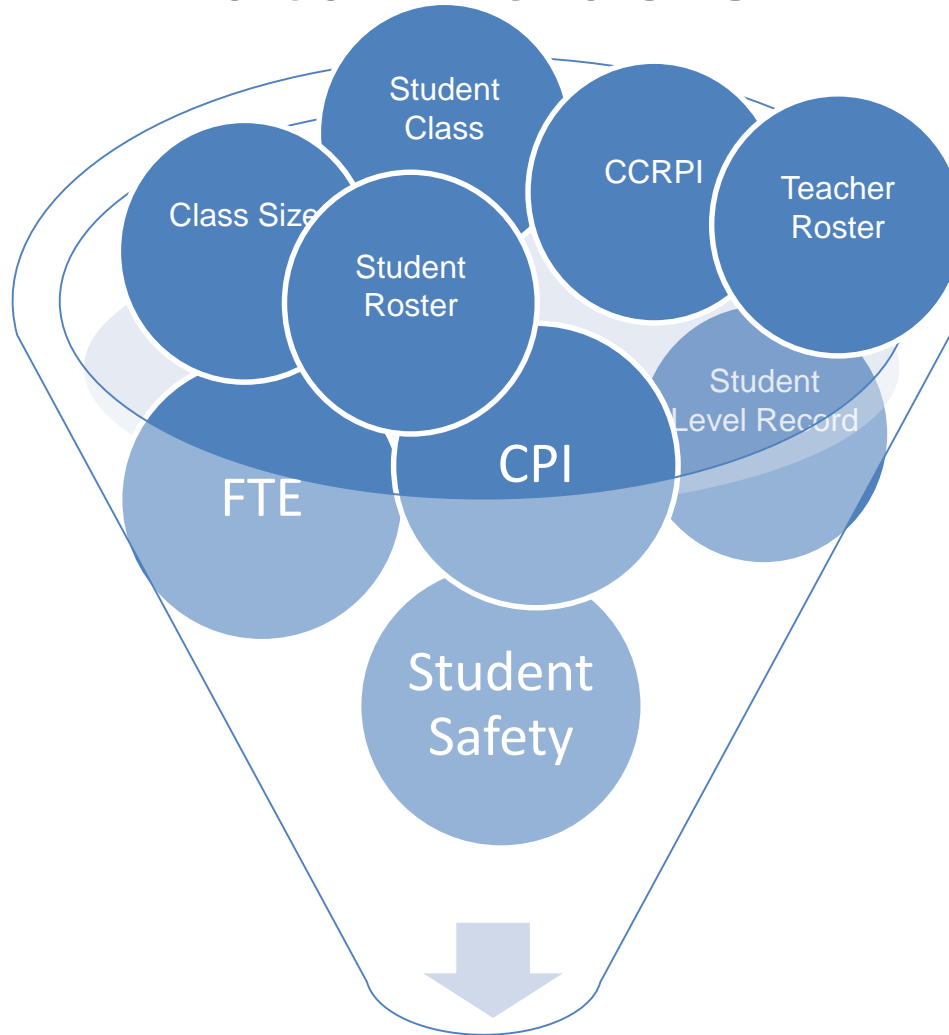 Student
Class
CCRPI
Teacher
Roster
Class Size
Student
Roster
Student
Level Record
CPI
FTE
Student
Safety